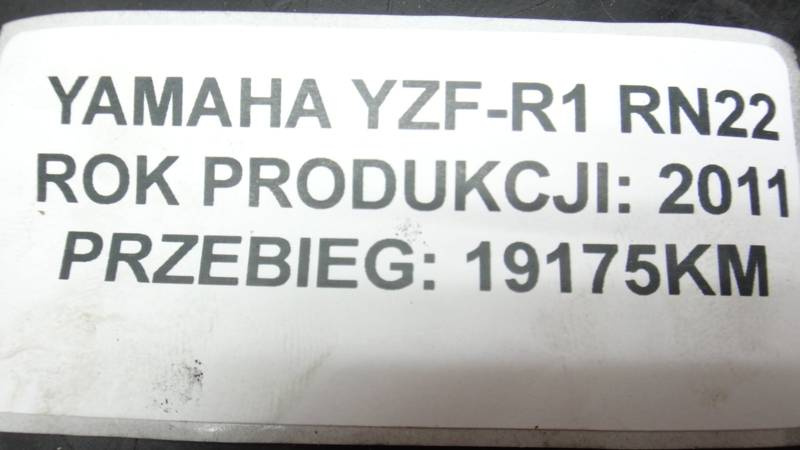 YAMAHA YZF-R1 RN22
ROK PRODUKCJI: 2011
PRZEBIEG: 19175KM